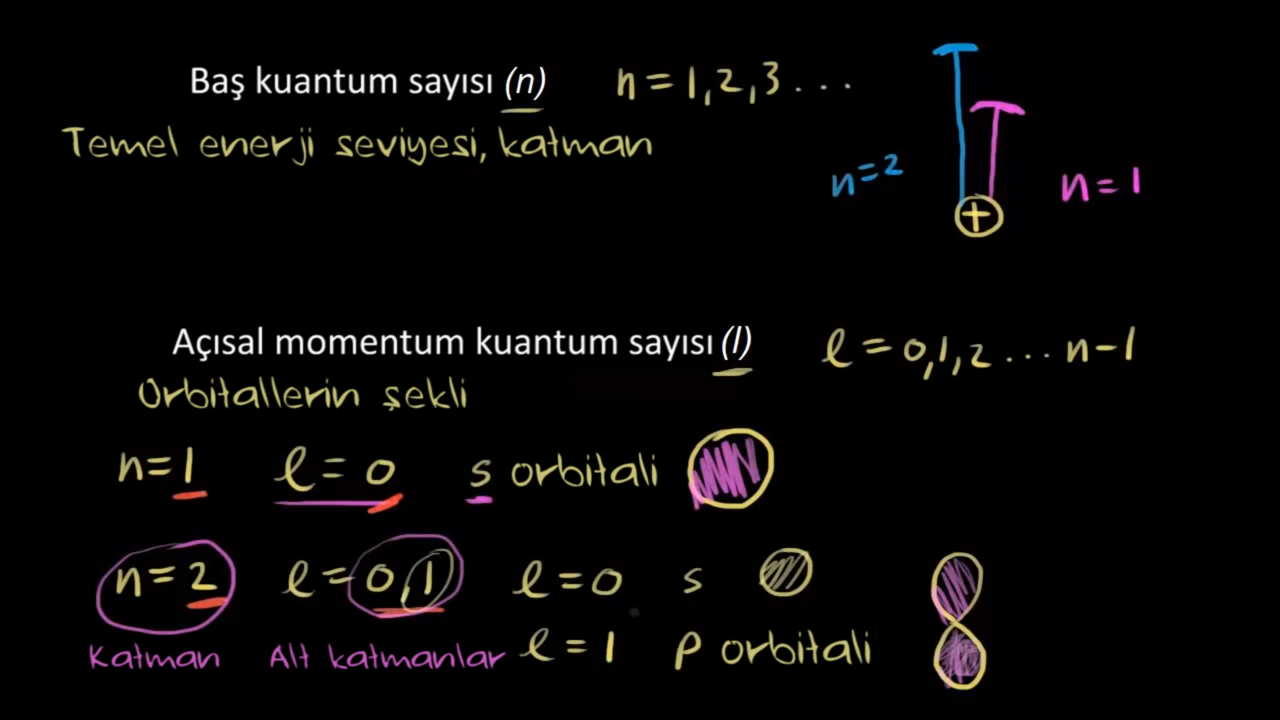 Baş kuantum sayısı (n) n=1,2,3...
Temel enerji seviyesi, katman
n=2 n=1
+
Açısal momentum kuantum sayısı (l) l=0,1,2...n-1
Orbitallerin şekli
n=1 l=0 s orbitali
n=2 l=0,1 l=0 s
Katman Alt katmanlar l=1 p orbitali